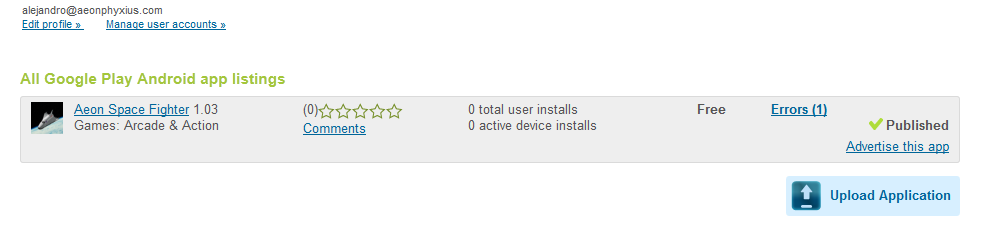 alejandro@aeonphyxius.com
Edit profile » Manage user accounts »
All Google Play Android app listings
Aeon Space Fighter 1.03 (0) 0 total user installs Free Errors (1)
Games: Arcade & Action Comments 0 active device installs Published
Advertise this app
Upload Application